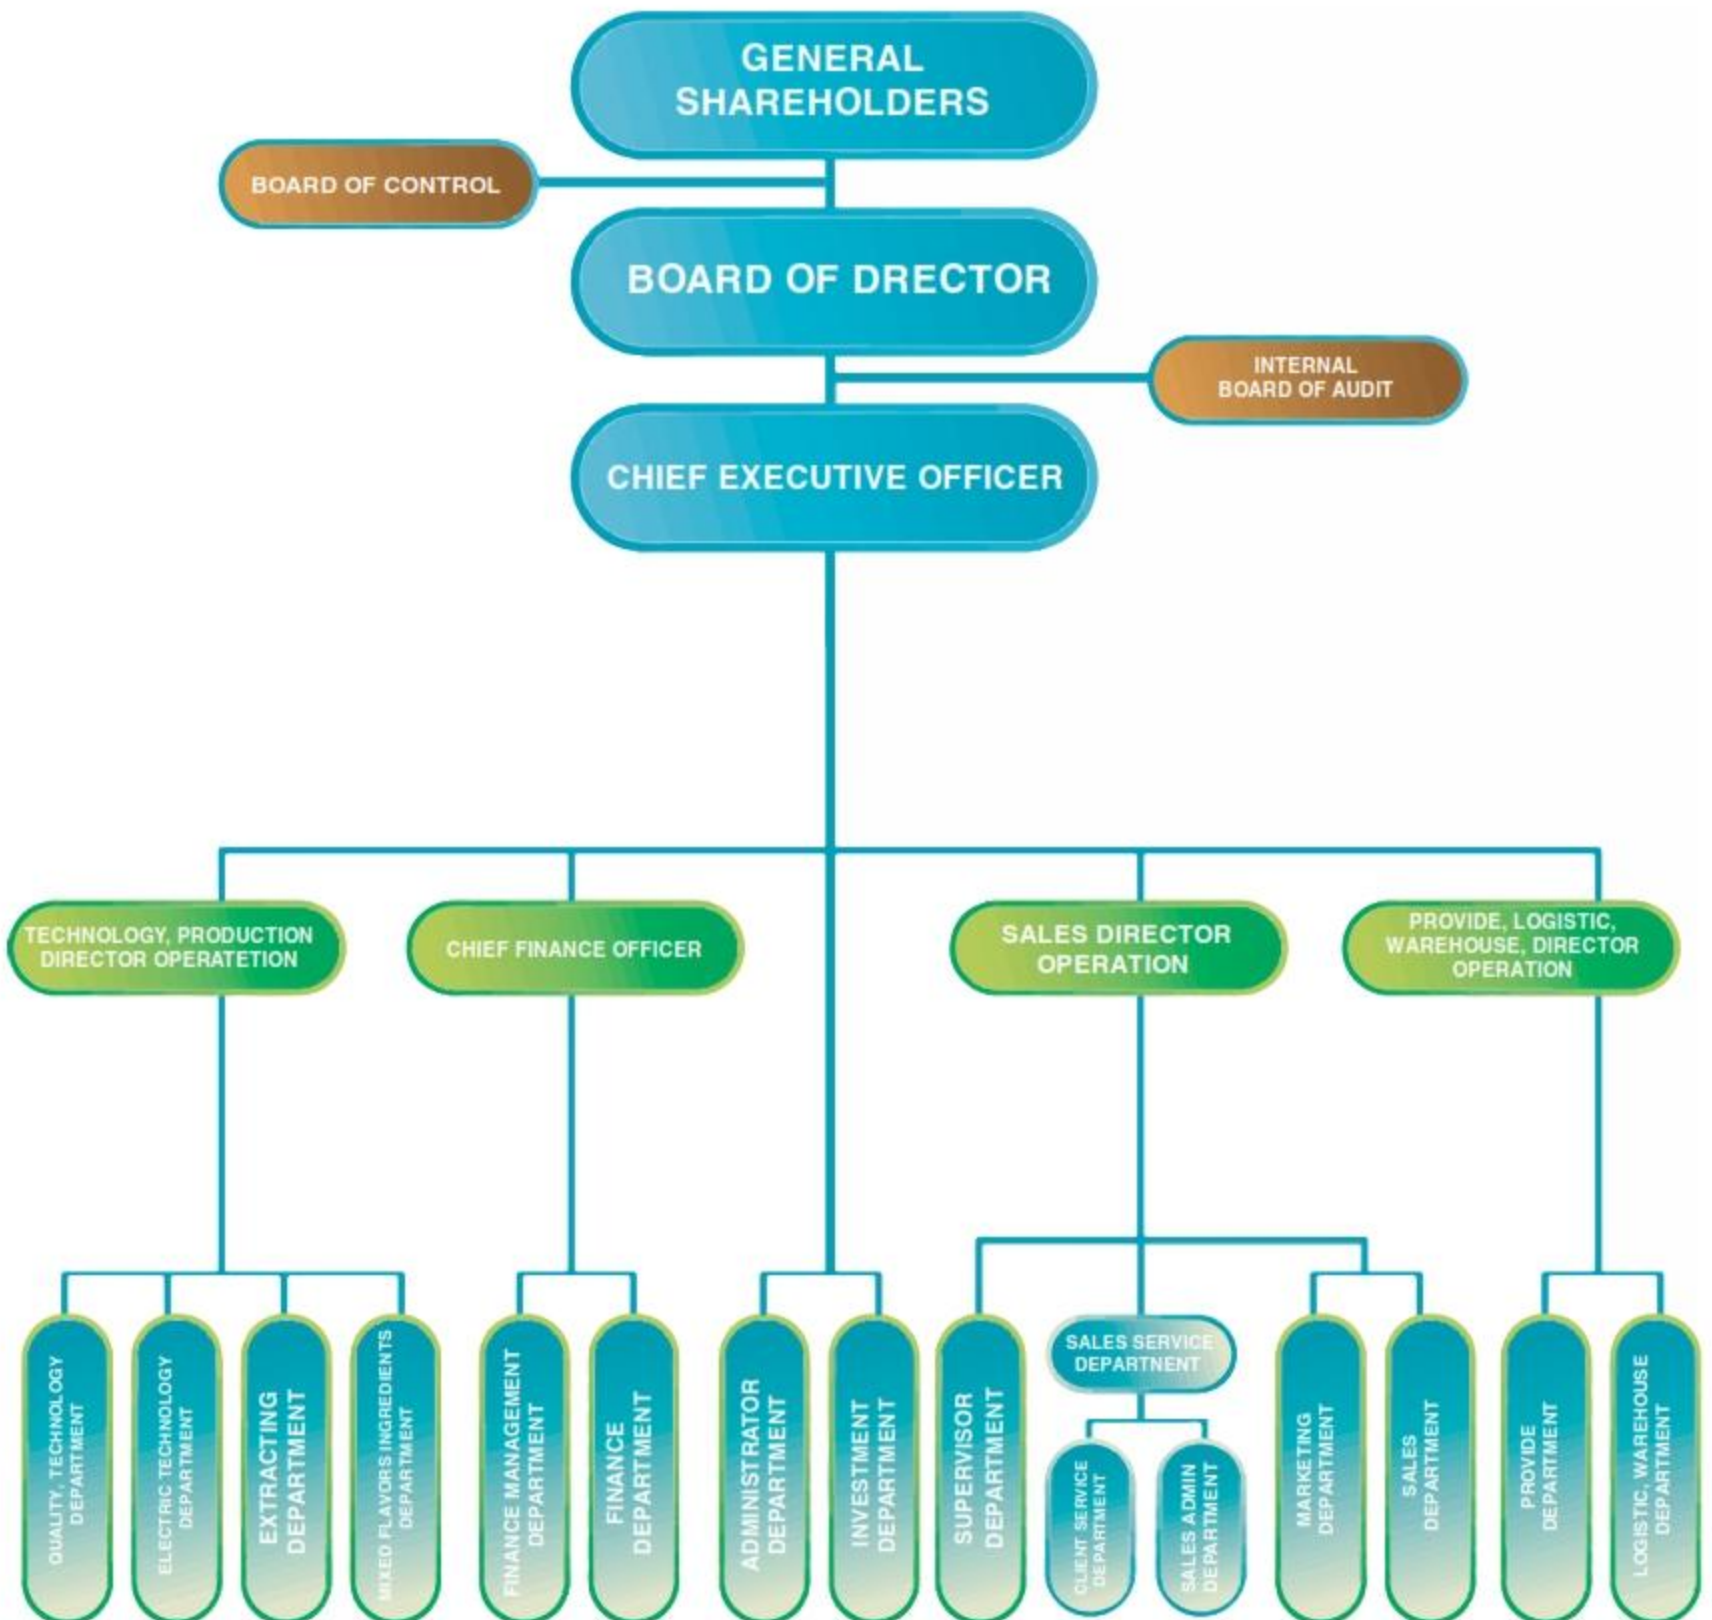 GENERAL
SHAREHOLDERS
BOARD OF CONTROL
BOARD OF DRECTOR
INTERNAL
BOARD OF AUDIT
CHIEF EXECUTIVE OFFICER
TECHNOLOGY, PRODUCTION
DIRECTOR OPERATETION
CHIEF FINANCE OFFICER
SALES DIRECTOR
OPERATION
PROVIDE, LOGISTIC,
WAREHOUSE, DIRECTOR
OPERATION
QUALITY, TECHNOLOGY
DEPARTMENT
ELECTRIC TECHNOLOGY
DEPARTMENT
EXTRACTING
DEPARTMENT
MIXED FLAVORS INGREDIENTS
DEPARTMENT
FINANCE MANAGEMENT
DEPARTMENT
FINANCE
DEPARTMENT
ADMINISTRATOR
DEPARTMENT
INVESTMENT
DEPARTMENT
SUPERVISOR
DEPARTMENT
SALES SERVICE
DEPARTNENT
CLIENT SERVICE
DEPARTMENT
SALES ADMIN
DEPARTMENT
MARKETING
DEPARTMENT
SALES
DEPARTMENT
PROVIDE
DEPARTMENT
LOGISTIC, WAREHOUSE
DEPARTMENT